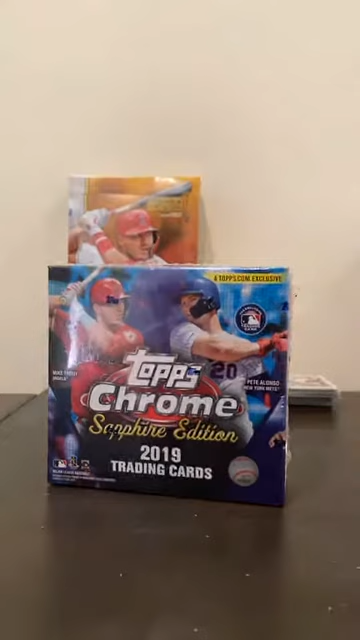 A TOPPS.COM EXCLUSIVE
MIKE TROUT
ANGELS®
20
PETE ALONSO
NEW YORK METS®
Topps
Chrome
Sapphire Edition
2019
TRADING CARDS